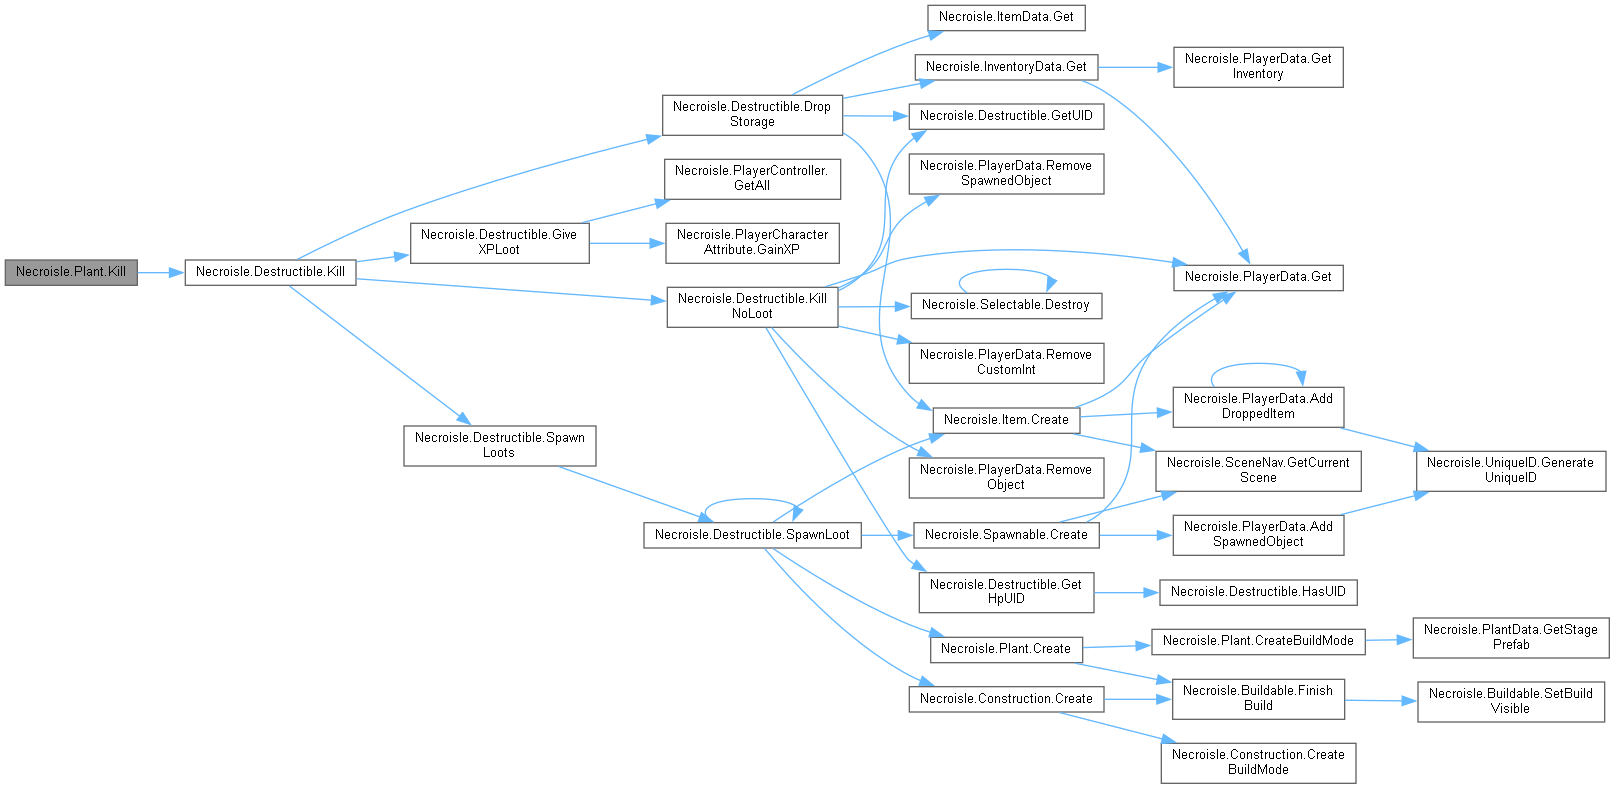 Necroisle.Plant.Kill
Necroisle.Destructible.Kill
Necroisle.Destructible.Drop
Storage
Necroisle.Destructible.Give
XPLoot
Necroisle.Destructible.Spawn
Loots
Necroisle.PlayerController.
GetAll
Necroisle.PlayerCharacter
Attribute.GainXP
Necroisle.Destructible.Kill
NoLoot
Necroisle.Destructible.SpawnLoot
Necroisle.ItemData.Get
Necroisle.InventoryData.Get
Necroisle.Destructible.GetUID
Necroisle.PlayerData.Remove
SpawnedObject
Necroisle.Selectable.Destroy
Necroisle.PlayerData.Remove
CustomInt
Necroisle.Item.Create
Necroisle.PlayerData.Remove
Object
Necroisle.Spawnable.Create
Necroisle.Destructible.Get
HpUID
Necroisle.Plant.Create
Necroisle.Construction.Create
Necroisle.PlayerData.Get
Inventory
Necroisle.PlayerData.Get
Necroisle.PlayerData.Add
DroppedItem
Necroisle.SceneNav.GetCurrent
Scene
Necroisle.PlayerData.Add
SpawnedObject
Necroisle.Destructible.HasUID
Necroisle.Plant.CreateBuildMode
Necroisle.Buildable.Finish
Build
Necroisle.Construction.Create
BuildMode
Necroisle.UniqueID.Generate
UniqueID
Necroisle.PlantData.GetStage
Prefab
Necroisle.Buildable.SetBuild
Visible